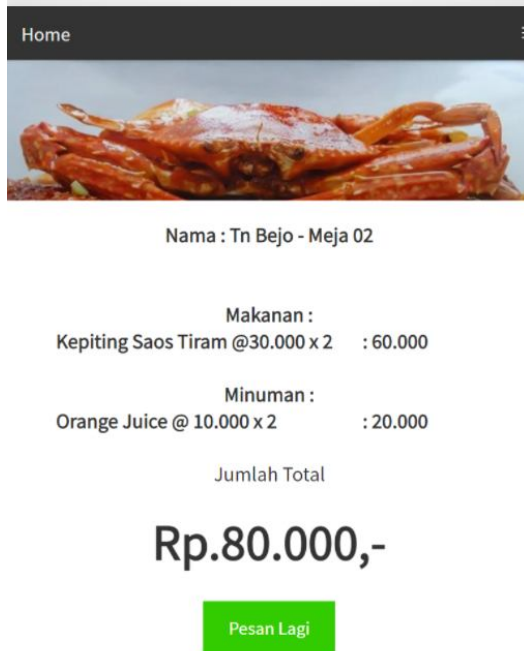 Home
Nama : Tn Bejo - Meja 02
Makanan :
Kepiting Saos Tiram @30.000 x 2 : 60.000
Minuman :
Orange Juice @ 10.000 x 2 : 20.000
Jumlah Total
Rp.80.000,-
Pesan Lagi